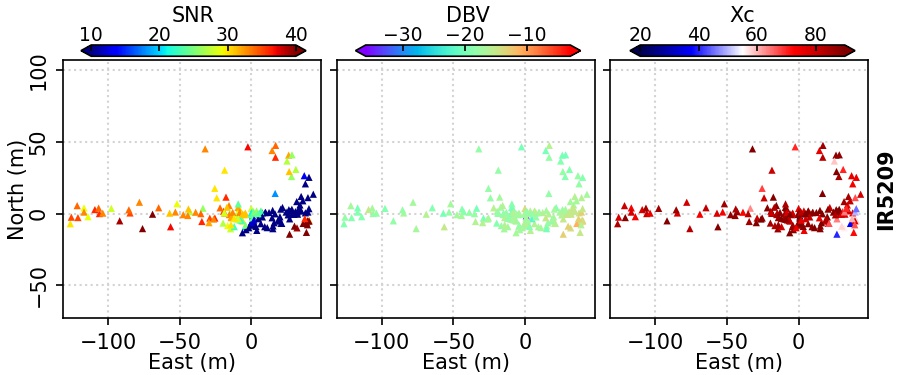 SNR DBV Xc
10 20 30 40 −30 −20 −10 20 40 60 80
100
50
0
−50
North (m)
IR5209
−100 −50 0 −100 −50 0 −100 −50 0
East (m) East (m) East (m)